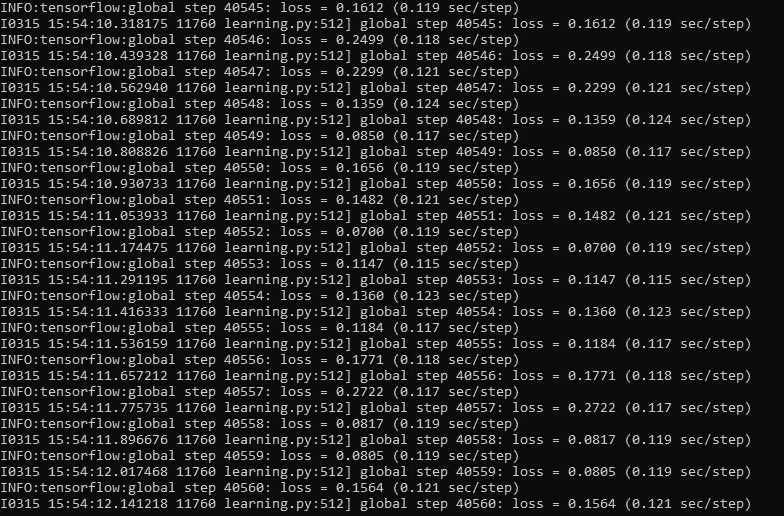 INFO:tensorflow:global step 40545: loss = 0.1612 (0.119 sec/step)
I0315 15:54:10.318175 11760 learning.py:512] global step 40545: loss = 0.1612 (0.119 sec/step)
INFO:tensorflow:global step 40546: loss = 0.2499 (0.118 sec/step)
I0315 15:54:10.439328 11760 learning.py:512] global step 40546: loss = 0.2499 (0.118 sec/step)
INFO:tensorflow:global step 40547: loss = 0.2299 (0.121 sec/step)
I0315 15:54:10.562940 11760 learning.py:512] global step 40547: loss = 0.2299 (0.121 sec/step)
INFO:tensorflow:global step 40548: loss = 0.1359 (0.124 sec/step)
I0315 15:54:10.689812 11760 learning.py:512] global step 40548: loss = 0.1359 (0.124 sec/step)
INFO:tensorflow:global step 40549: loss = 0.0850 (0.117 sec/step)
I0315 15:54:10.808826 11760 learning.py:512] global step 40549: loss = 0.0850 (0.117 sec/step)
INFO:tensorflow:global step 40550: loss = 0.1656 (0.119 sec/step)
I0315 15:54:10.930733 11760 learning.py:512] global step 40550: loss = 0.1656 (0.119 sec/step)
INFO:tensorflow:global step 40551: loss = 0.1482 (0.121 sec/step)
I0315 15:54:11.053933 11760 learning.py:512] global step 40551: loss = 0.1482 (0.121 sec/step)
INFO:tensorflow:global step 40552: loss = 0.0700 (0.119 sec/step)
I0315 15:54:11.174475 11760 learning.py:512] global step 40552: loss = 0.0700 (0.119 sec/step)
INFO:tensorflow:global step 40553: loss = 0.1147 (0.115 sec/step)
I0315 15:54:11.291195 11760 learning.py:512] global step 40553: loss = 0.1147 (0.115 sec/step)
INFO:tensorflow:global step 40554: loss = 0.1360 (0.123 sec/step)
I0315 15:54:11.416333 11760 learning.py:512] global step 40554: loss = 0.1360 (0.123 sec/step)
INFO:tensorflow:global step 40555: loss = 0.1184 (0.117 sec/step)
I0315 15:54:11.536159 11760 learning.py:512] global step 40555: loss = 0.1184 (0.117 sec/step)
INFO:tensorflow:global step 40556: loss = 0.1771 (0.118 sec/step)
I0315 15:54:11.657212 11760 learning.py:512] global step 40556: loss = 0.1771 (0.118 sec/step)
INFO:tensorflow:global step 40557: loss = 0.2722 (0.117 sec/step)
I0315 15:54:11.775735 11760 learning.py:512] global step 40557: loss = 0.2722 (0.117 sec/step)
INFO:tensorflow:global step 40558: loss = 0.0817 (0.119 sec/step)
I0315 15:54:11.896676 11760 learning.py:512] global step 40558: loss = 0.0817 (0.119 sec/step)
INFO:tensorflow:global step 40559: loss = 0.0805 (0.119 sec/step)
I0315 15:54:12.017468 11760 learning.py:512] global step 40559: loss = 0.0805 (0.119 sec/step)
INFO:tensorflow:global step 40560: loss = 0.1564 (0.121 sec/step)
I0315 15:54:12.141218 11760 learning.py:512] global step 40560: loss = 0.1564 (0.121 sec/step)